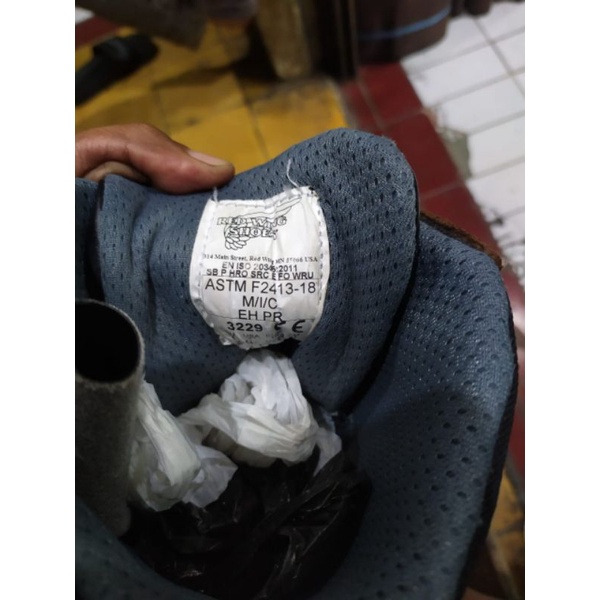 RED WING
SHOES
314 Main Street, Red Wing, MN 55066 USA
EN ISO 20345:2011
SB P HRO SRC E FO WRU
ASTM F2413-18
M/I/C
EH PR
3229 CE